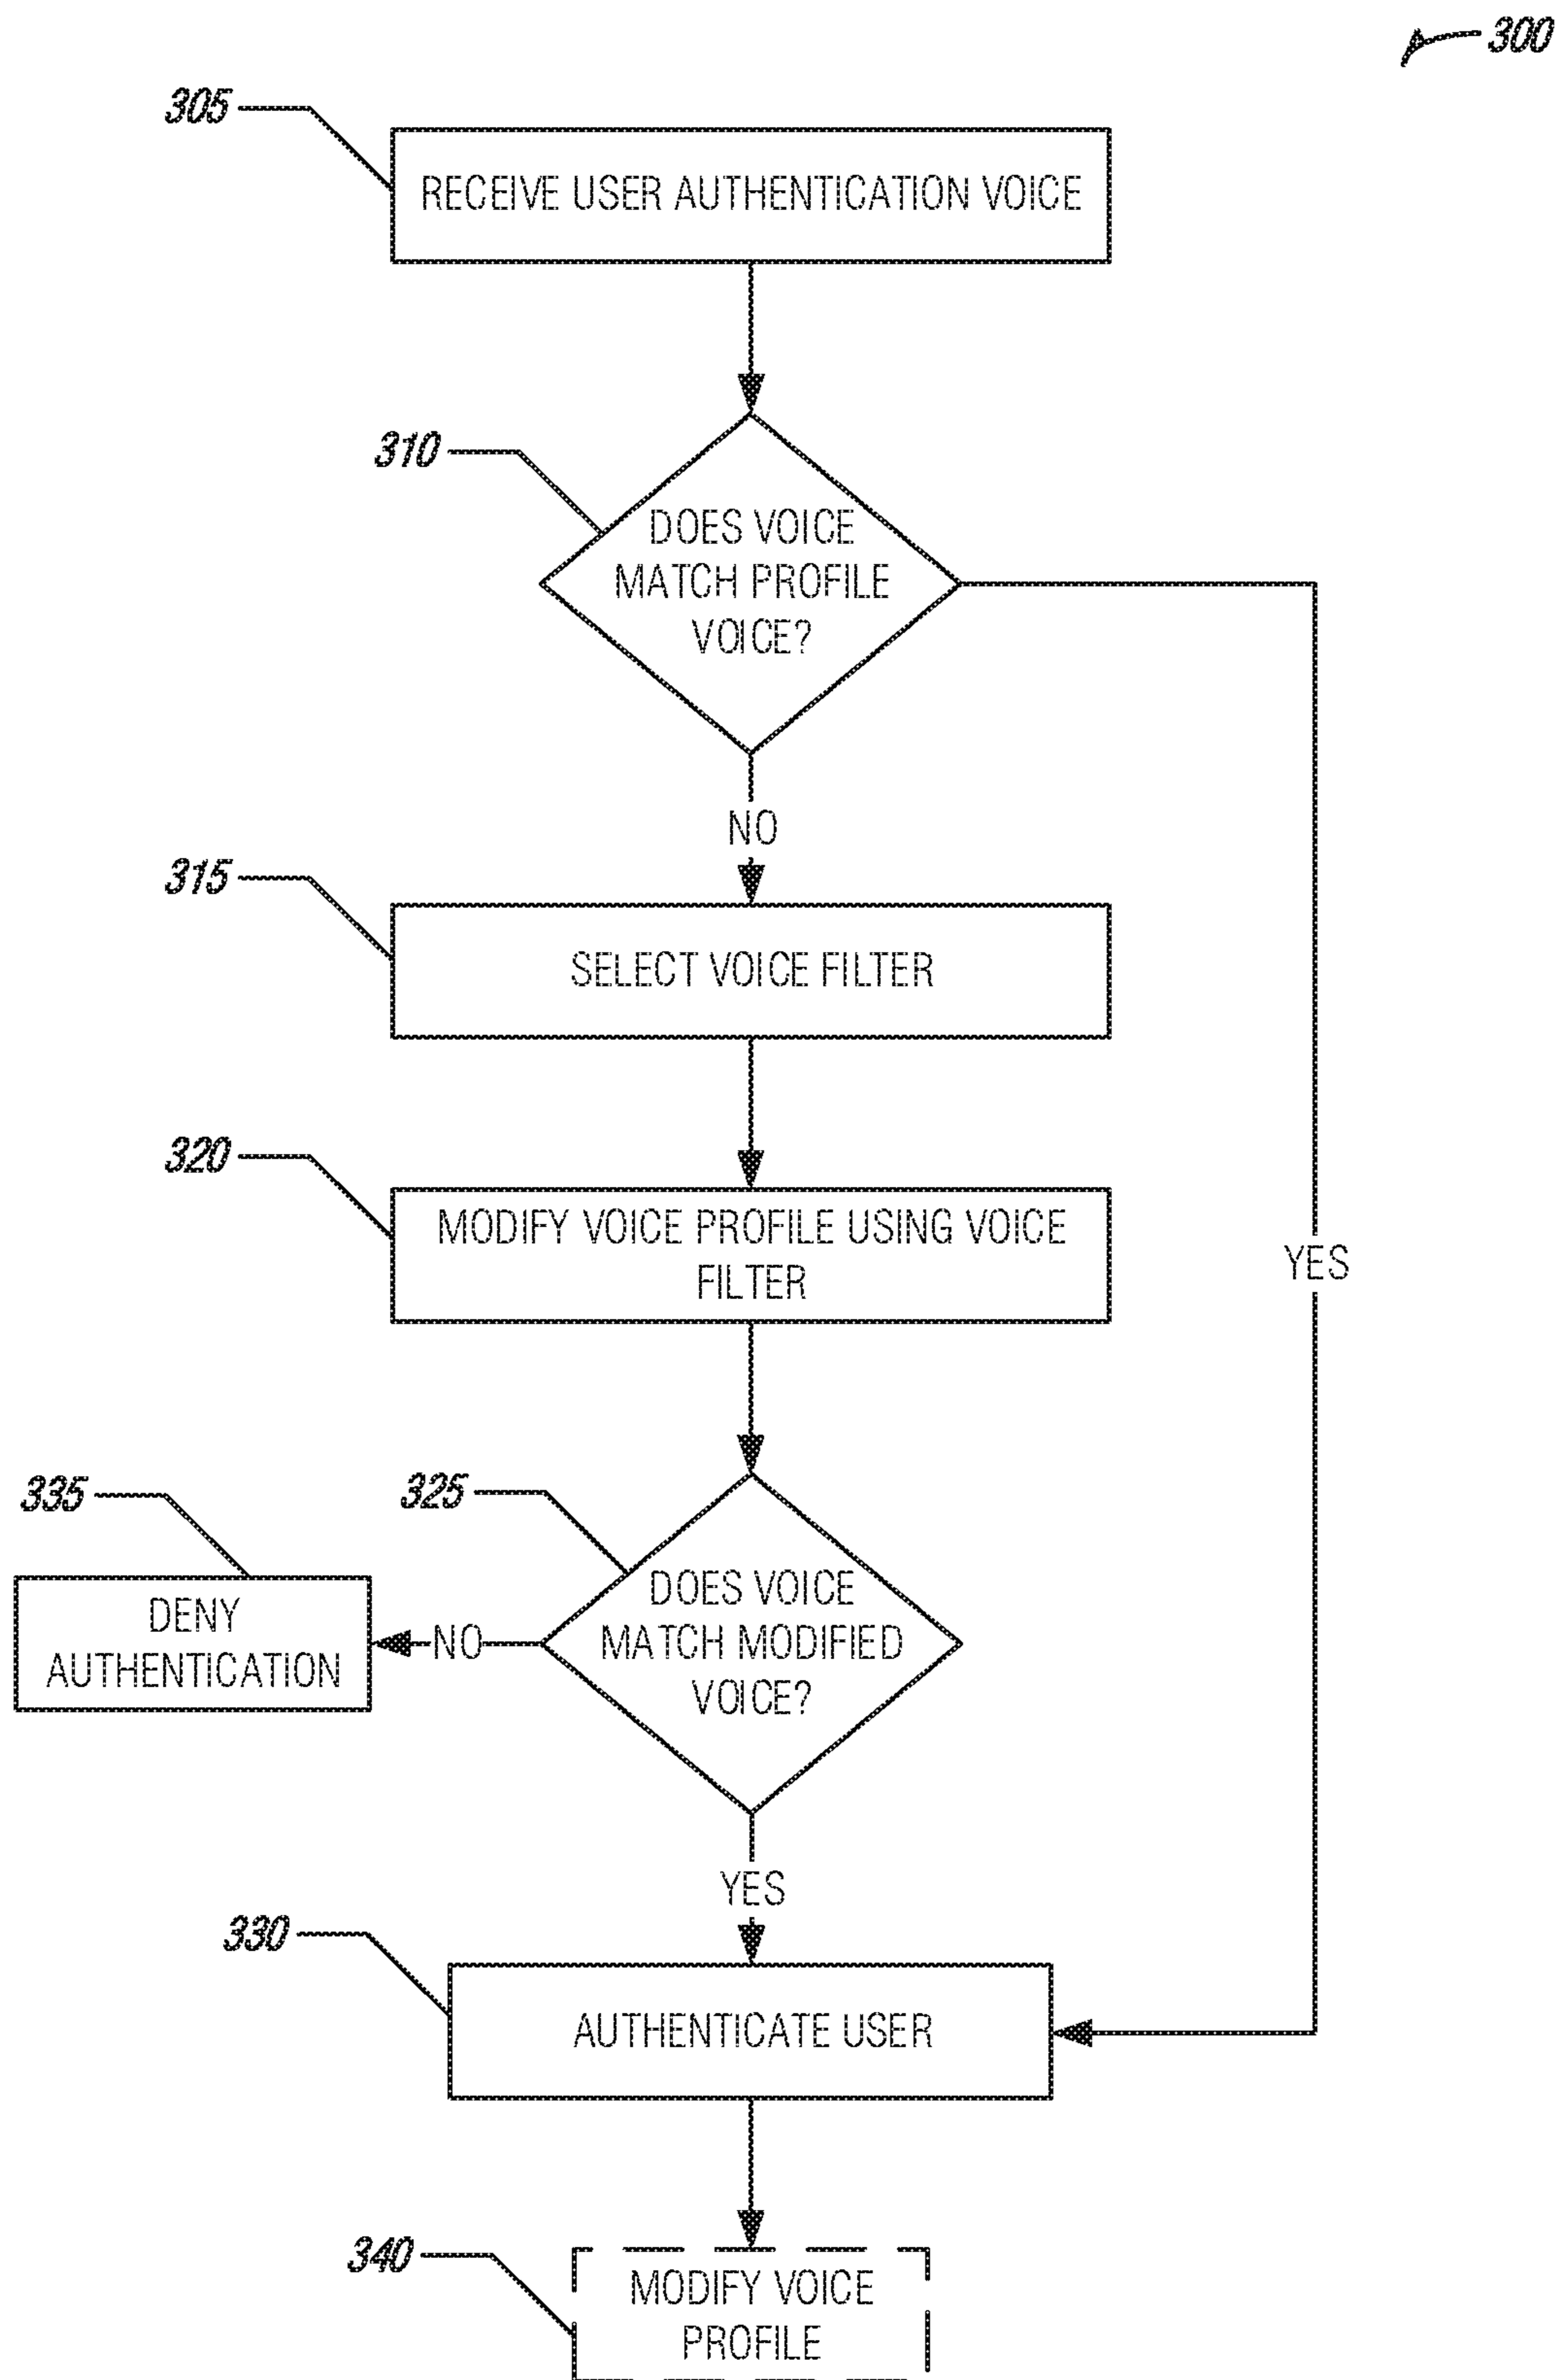 300
305
RECEIVE USER AUTHENTICATION VOICE
310
DOES VOICE
MATCH PROFILE
VOICE?
NO
315
SELECT VOICE FILTER
320
MODIFY VOICE PROFILE USING VOICE
FILTER
YES
335
325
DENY
AUTHENTICATION
NO
DOES VOICE
MATCH MODIFIED
VOICE?
YES
330
AUTHENTICATE USER
340
MODIFY VOICE
PROFILE